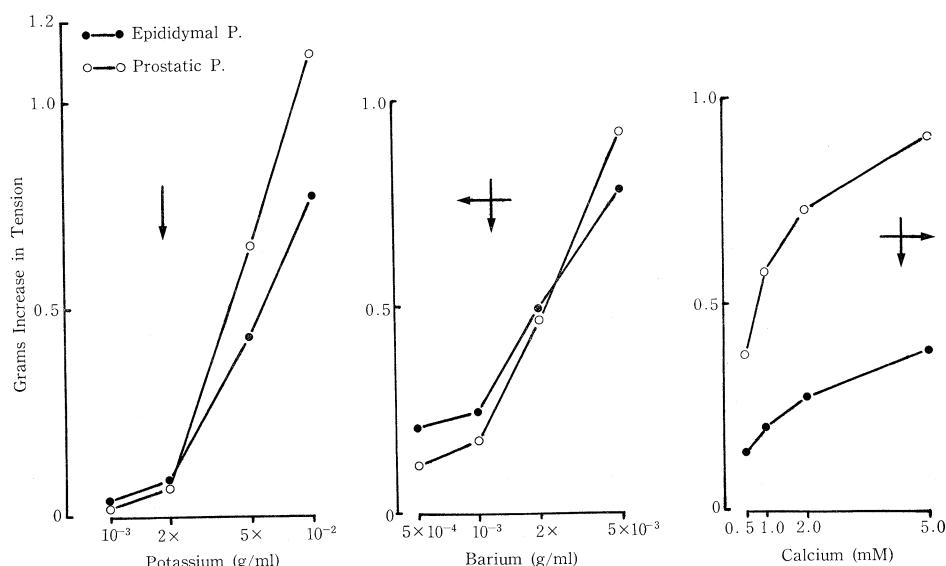 1.2
Epididymal P.
Prostatic P.
1.0
0.5
0
Grams Increase in Tension
10⁻³ 2× 5× 10⁻²
Potassium (g/ml)
1.0
0.5
0
5×10⁻⁴ 10⁻³ 2× 5×10⁻³
Barium (g/ml)
1.0
0.5
0
0.5 1.0 2.0 5.0
Calcium (mM)